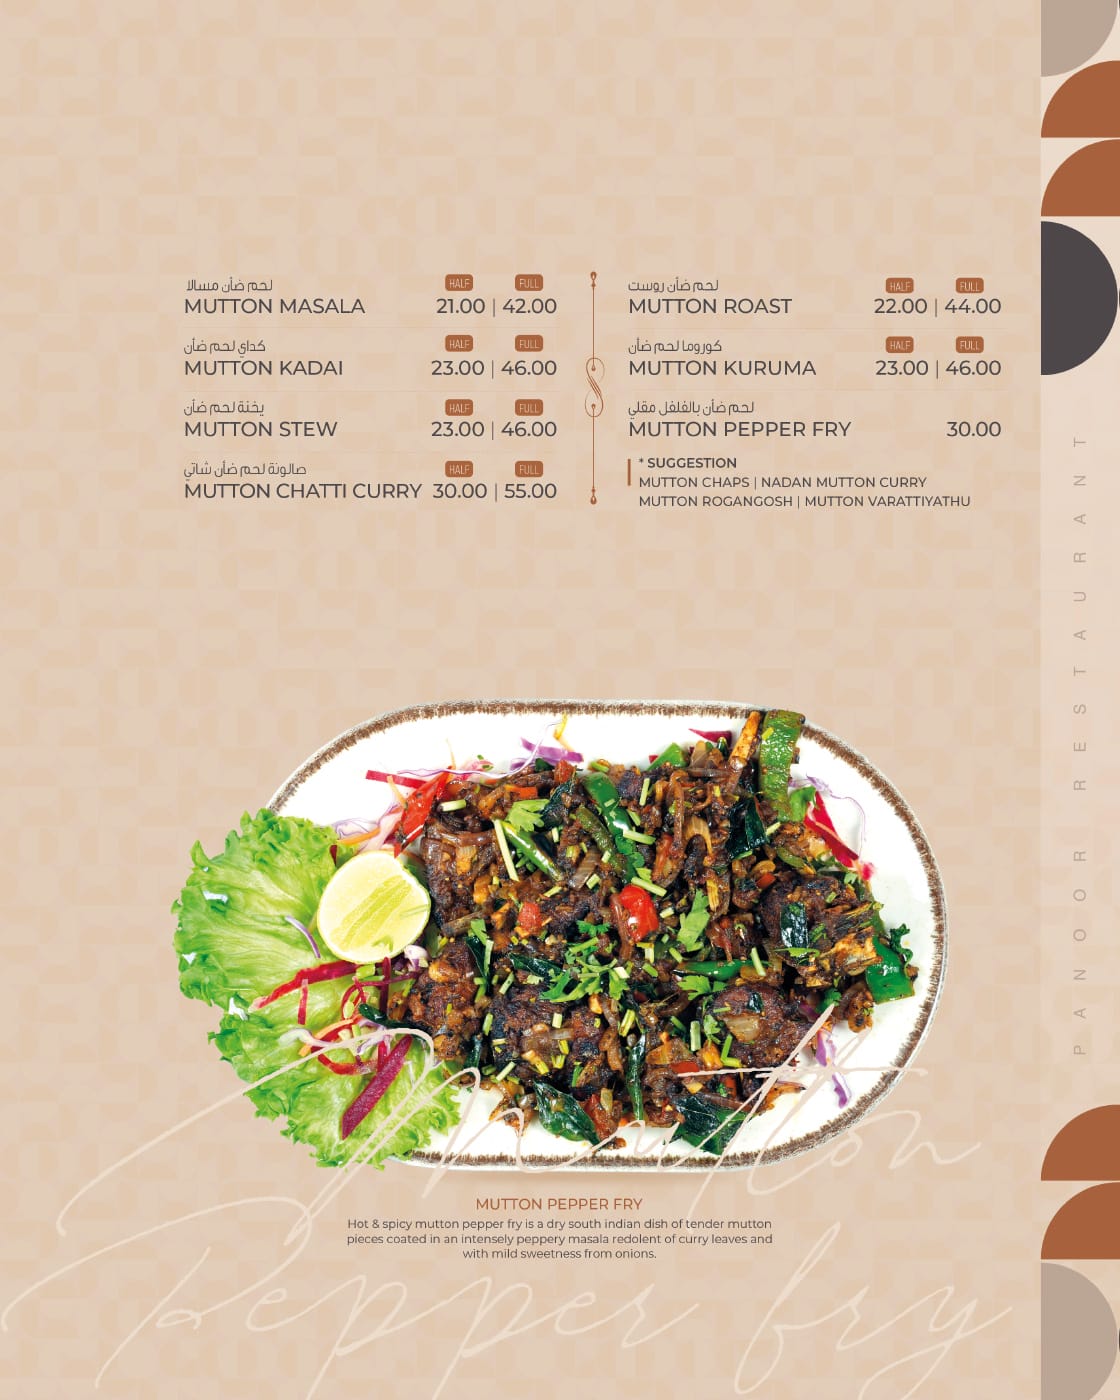 لحم ضأن مسالا
HALF FULL
MUTTON MASALA 21.00 | 42.00
كداي لحم ضأن
HALF FULL
MUTTON KADAI 23.00 | 46.00
يخنة لحم ضأن
HALF FULL
MUTTON STEW 23.00 | 46.00
صالونة لحم ضأن شاتي
HALF FULL
MUTTON CHATTI CURRY 30.00 | 55.00
لحم ضأن روست
HALF FULL
MUTTON ROAST 22.00 | 44.00
كوروما لحم ضأن
HALF FULL
MUTTON KURUMA 23.00 | 46.00
لحم ضأن بالفلفل مقلي
MUTTON PEPPER FRY 30.00
* SUGGESTION
MUTTON CHAPS | NADAN MUTTON CURRY
MUTTON ROGANGOSH | MUTTON VARATTIYATHU
PANOOR RESTAURANT
Mutton
Pepper fry
MUTTON PEPPER FRY
Hot & spicy mutton pepper fry is a dry south indian dish of tender mutton
pieces coated in an intensely peppery masala redolent of curry leaves and
with mild sweetness from onions.